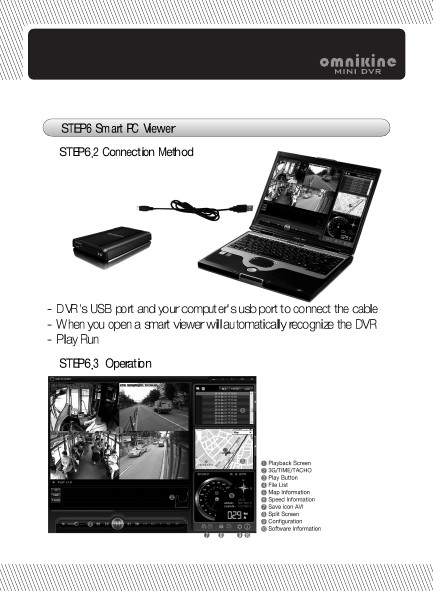 omnikine
MINI DVR
STEP6 Smart PC Viewer
STEP6.2 Connection Method
- DVR's USB port and your computer's usb port to connect the cable
- When you open a smart viewer will automatically recognize the DVR
- Play Run
STEP6.3 Operation
029
1 Playback Screen
2 3G/TIME/TACHO
3 Play Button
4 File List
5 Map Information
6 Speed Information
7 Save icon AVI
8 Split Screen
9 Configuration
10 Software Information